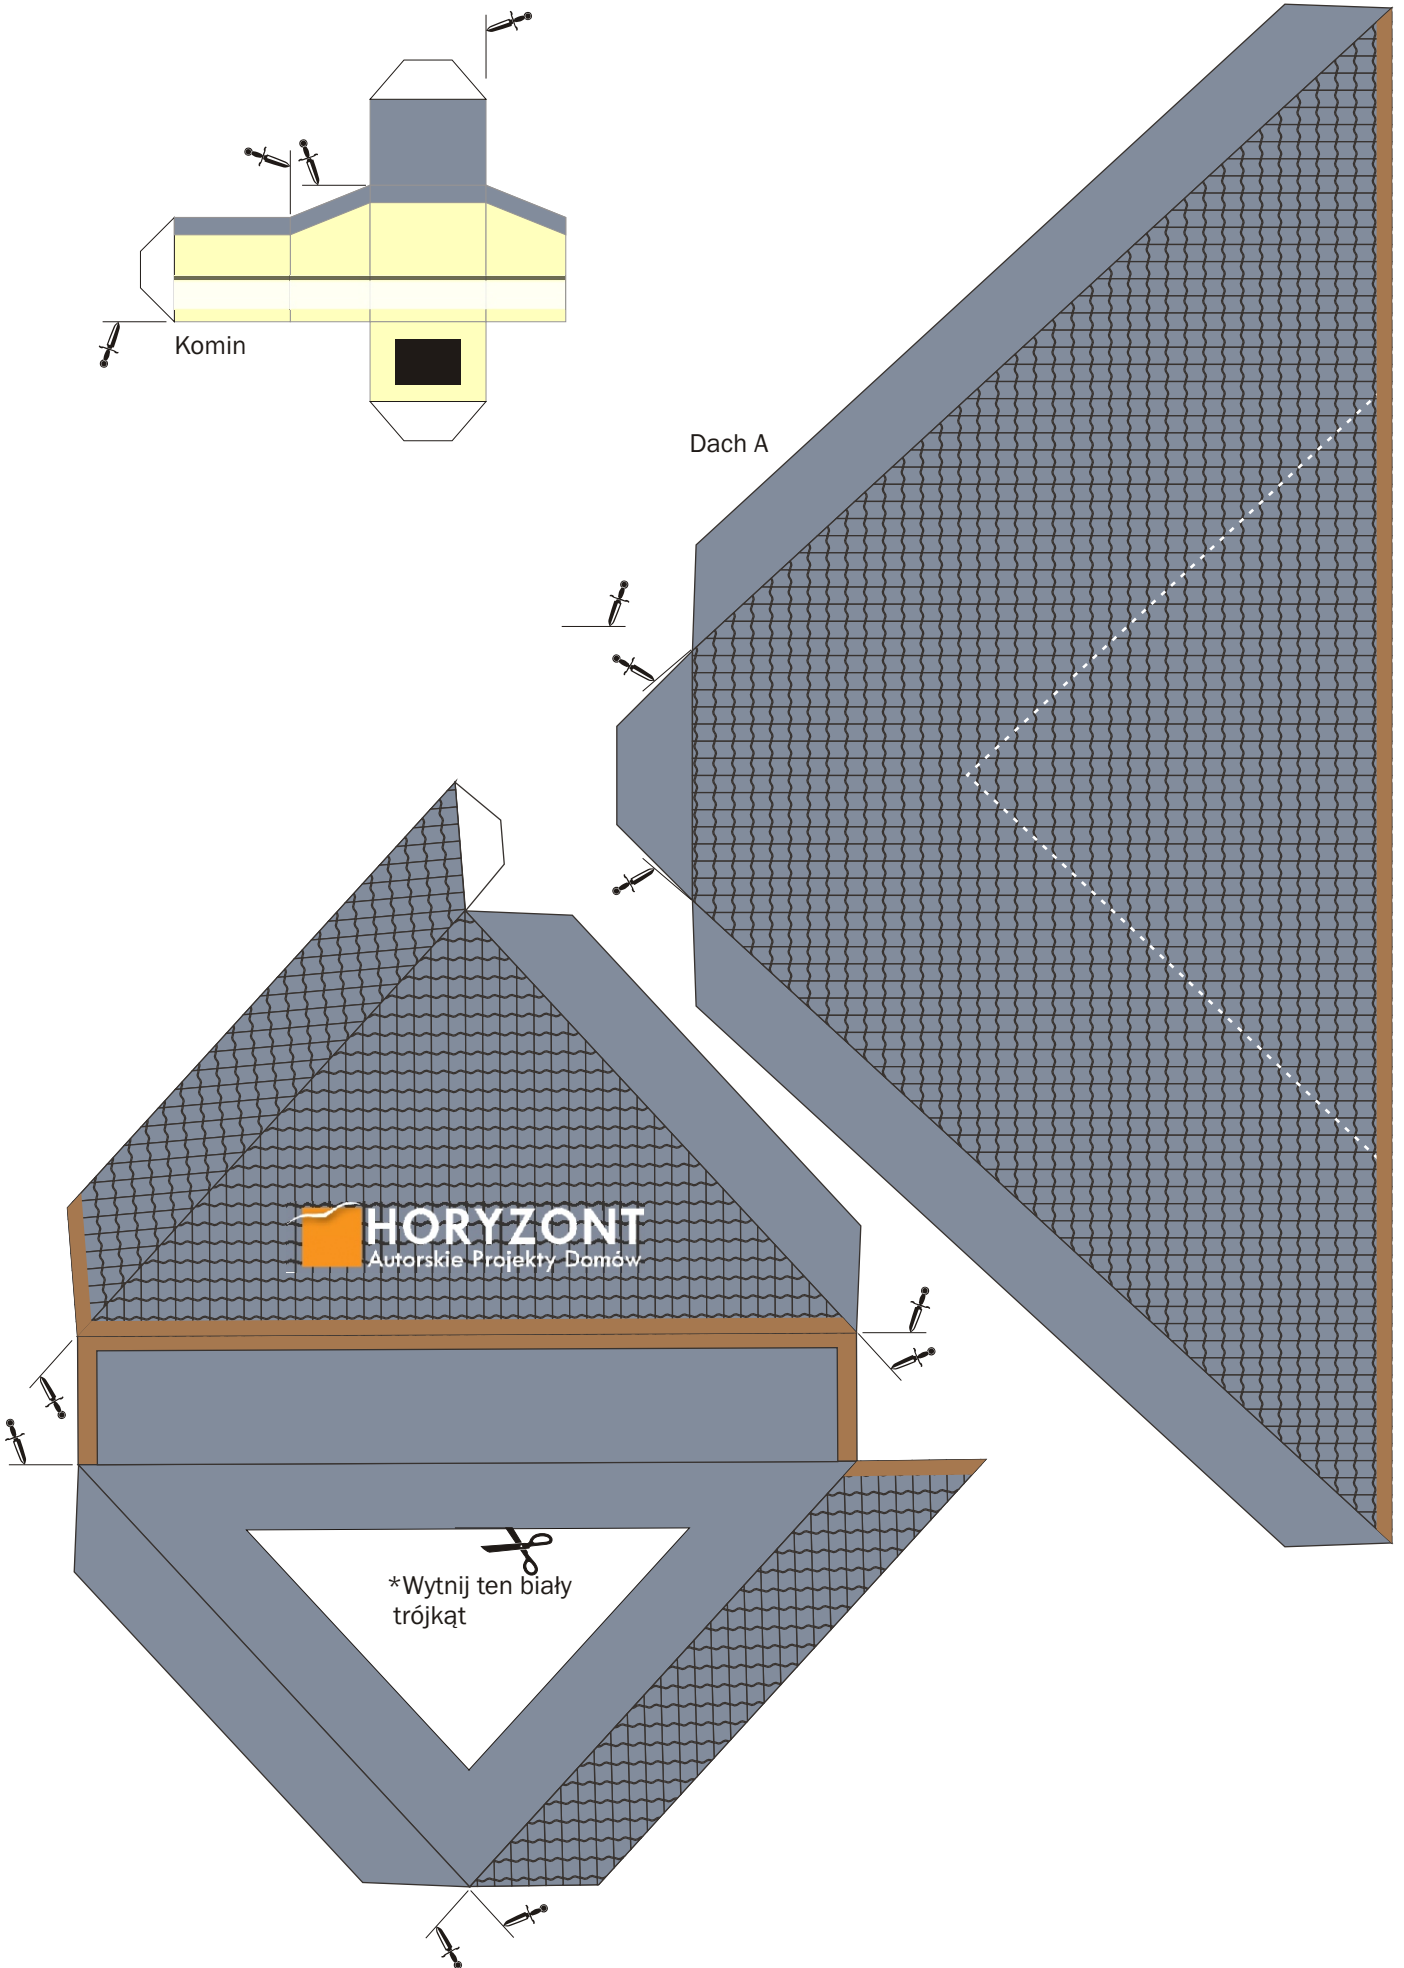 Komin
Dach A
HORYZONT
Autorskie Projekty Domów
*Wytnij ten biały
trójkąt